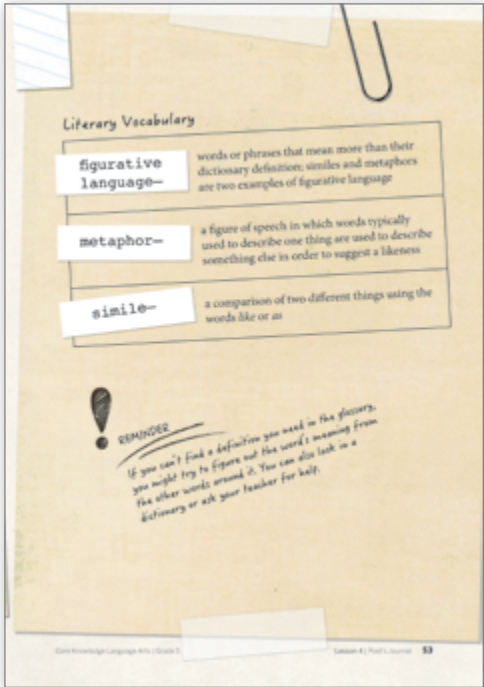 Literary Vocabulary
figurative
language—
words or phrases that mean more than their
dictionary definition; similes and metaphors
are two examples of figurative language
metaphor—
a figure of speech in which words typically
used to describe one thing are used to describe
something else in order to suggest a likeness
simile—
a comparison of two different things using the
words like or as
REMINDER
If you can't find a definition you need in the glossary,
you might try to figure out the word's meaning from
the other words around it. You can also look in a
dictionary or ask your teacher for help.
Core Knowledge Language Arts | Grade 5
Lesson 4 | Poet's Journal 53